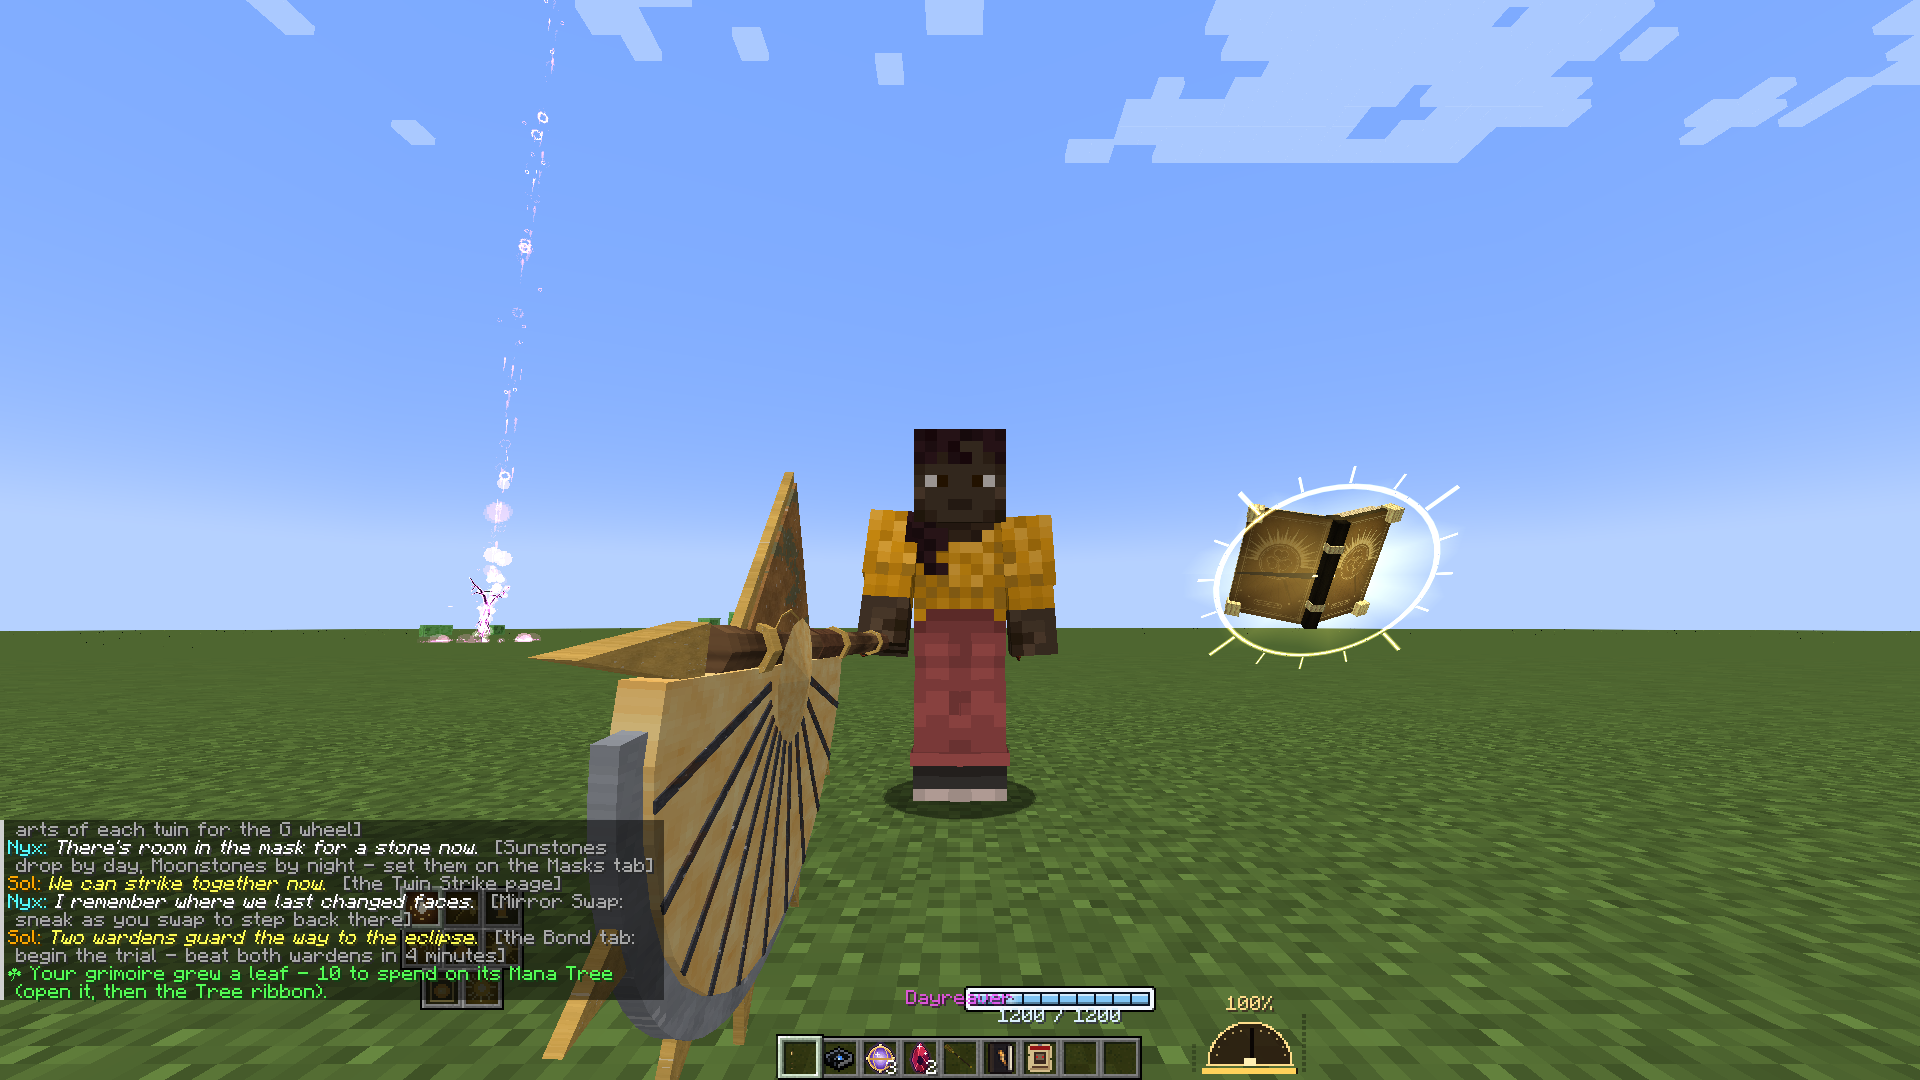 arts of each twin for the G wheel]
Nyx: There's room in the mask for a stone now. [Sunstones
drop by day, Moonstones by night – set them on the Masks tab]
Sol: We can strike together now. [the Twin Strike page]
Nyx: I remember where we last changed faces. [Mirror Swap:
sneak as you swap to step back there]
Sol: Two wardens guard the way to the eclipse. [the Bond tab:
begin the trial – beat both wardens in 4 minutes]
☘ Your grimoire grew a leaf – 10 to spend on its Mana Tree
(open it, then the Tree ribbon).
Dayreaver
1200 / 1200
100%
3
2